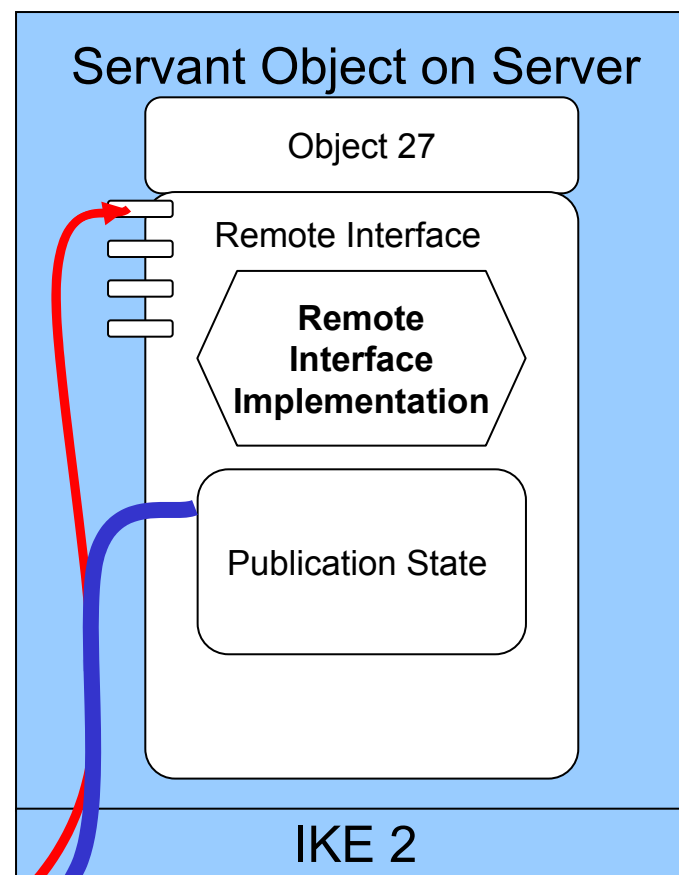 Servant Object on Server
Object 27
Remote Interface
Remote
Interface
Implementation
Publication State
IKE 2